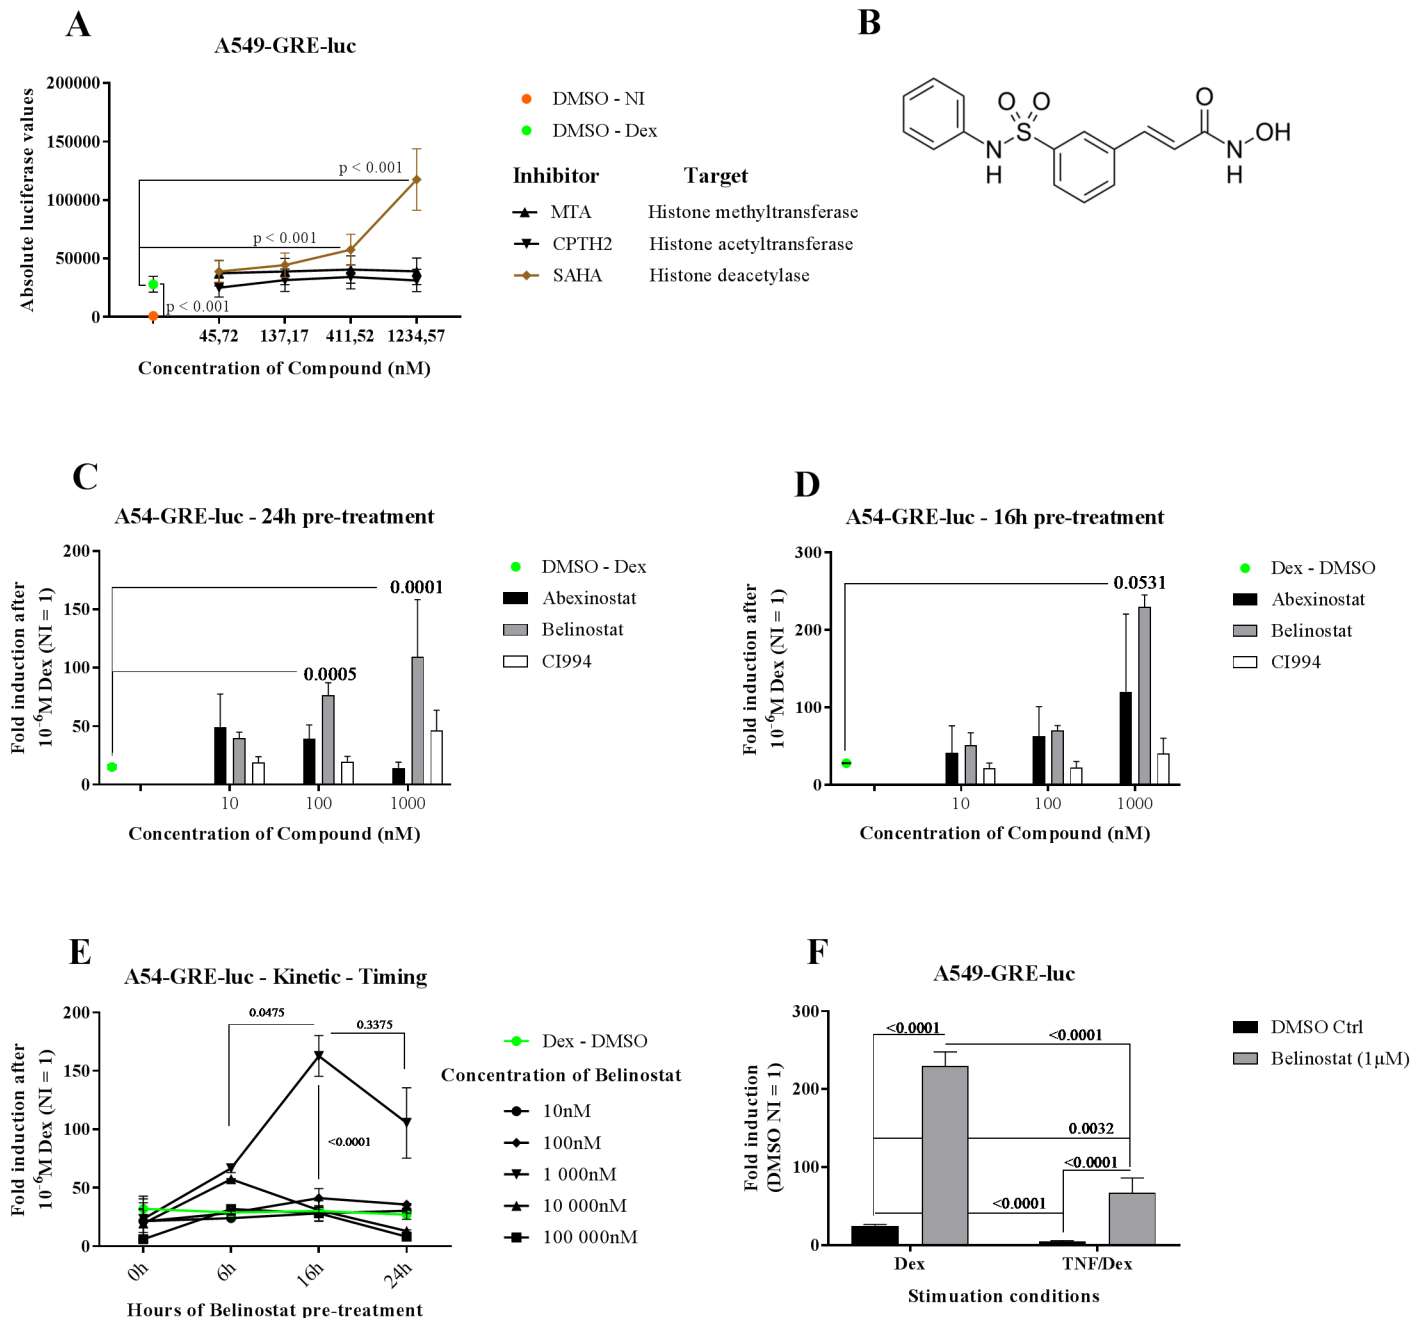 A
A549-GRE-luc
Absolute luciferase values
200000
150000
100000
50000
0
p < 0.001
p < 0.001
p < 0.001
45,72 137,17 411,52 1234,57
Concentration of Compound (nM)
DMSO - NI
DMSO - Dex
Inhibitor Target
MTA Histone methyltransferase
CPTH2 Histone acetyltransferase
SAHA Histone deacetylase
B
O O
S
N
H
O
N
H
OH
C
A54-GRE-luc - 24h pre-treatment
Fold induction after
10⁻⁶M Dex (NI = 1)
200
150
100
50
0
0.0001
0.0005
10 100 1000
Concentration of Compound (nM)
DMSO - Dex
Abexinostat
Belinostat
CI994
D
A54-GRE-luc - 16h pre-treatment
Fold induction after
10⁻⁶M Dex (NI = 1)
300
200
100
0
0.0531
10 100 1000
Concentration of Compound (nM)
Dex - DMSO
Abexinostat
Belinostat
CI994
E
A54-GRE-luc - Kinetic - Timing
Fold induction after
10⁻⁶M Dex (NI = 1)
200
150
100
50
0
0.0475
0.3375
<0.0001
0h 6h 16h 24h
Hours of Belinostat pre-treatment
Dex - DMSO
Concentration of Belinostat
10nM
100nM
1 000nM
10 000nM
100 000nM
F
A549-GRE-luc
Fold induction
(DMSO NI = 1)
300
200
100
0
<0.0001
<0.0001
0.0032
<0.0001
<0.0001
Dex TNF/Dex
Stimuation conditions
DMSO Ctrl
Belinostat (1µM)